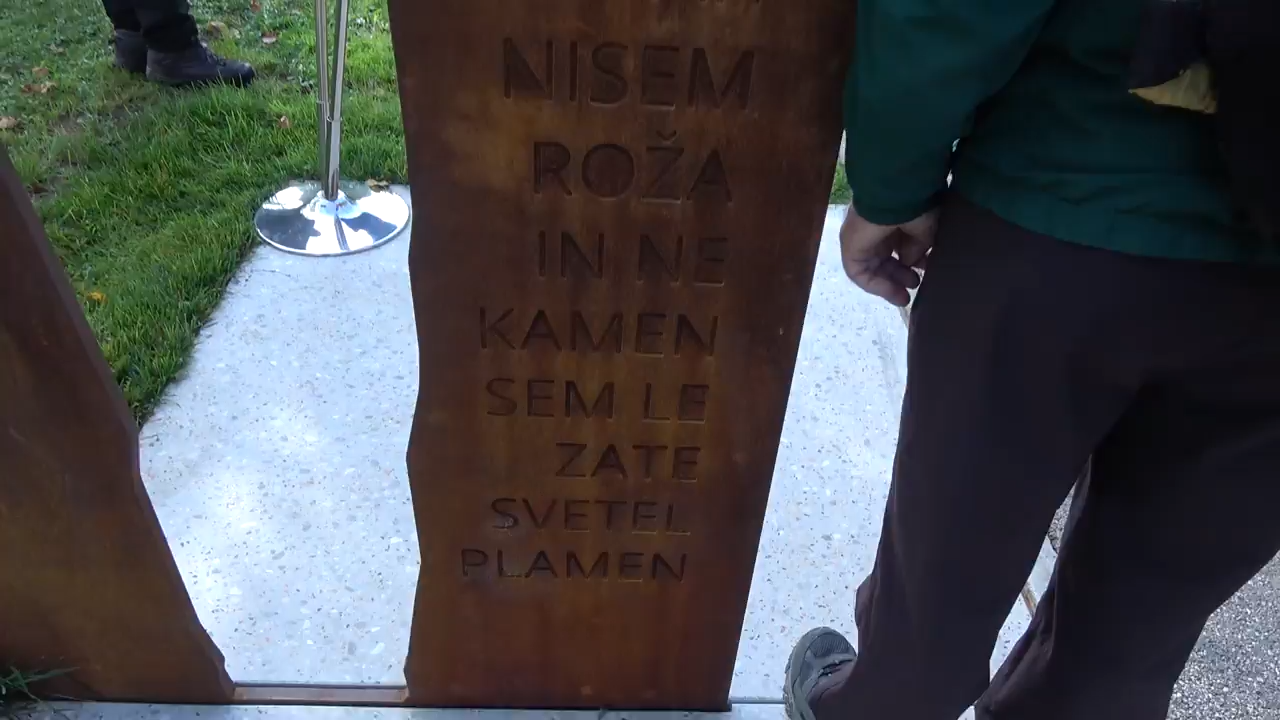 NISEM
ROŽA
IN NE
KAMEN
SEM LE
ZATE
SVETEL
PLAMEN